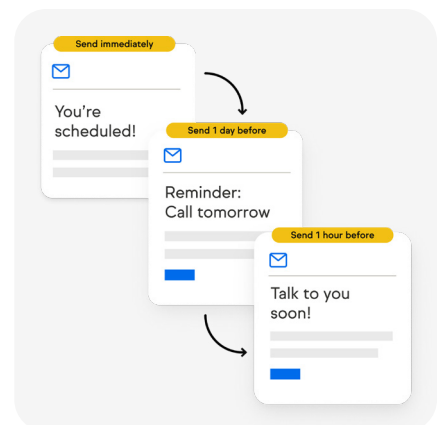 Send immediately
You're
scheduled!
Send 1 day before
Reminder:
Call tomorrow
Send 1 hour before
Talk to you
soon!